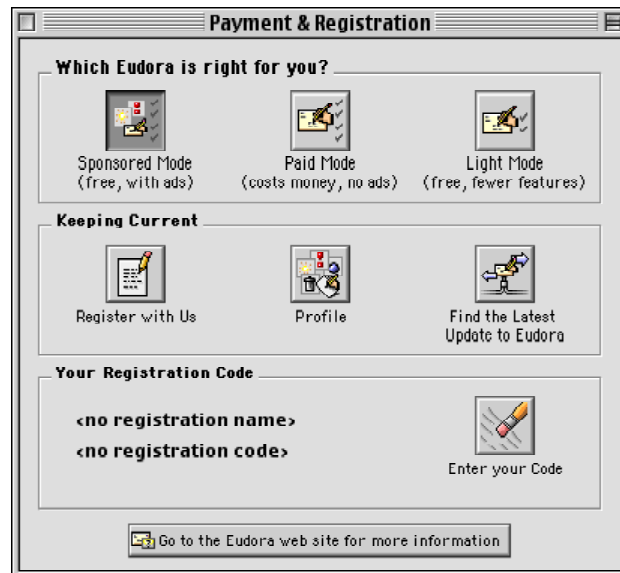 Payment & Registration
Which Eudora is right for you?
Sponsored Mode
(free, with ads)
Paid Mode
(costs money, no ads)
Light Mode
(free, fewer features)
Keeping Current
Register with Us
Profile
Find the Latest
Update to Eudora
Your Registration Code
<no registration name>
<no registration code>
Enter your Code
Go to the Eudora web site for more information